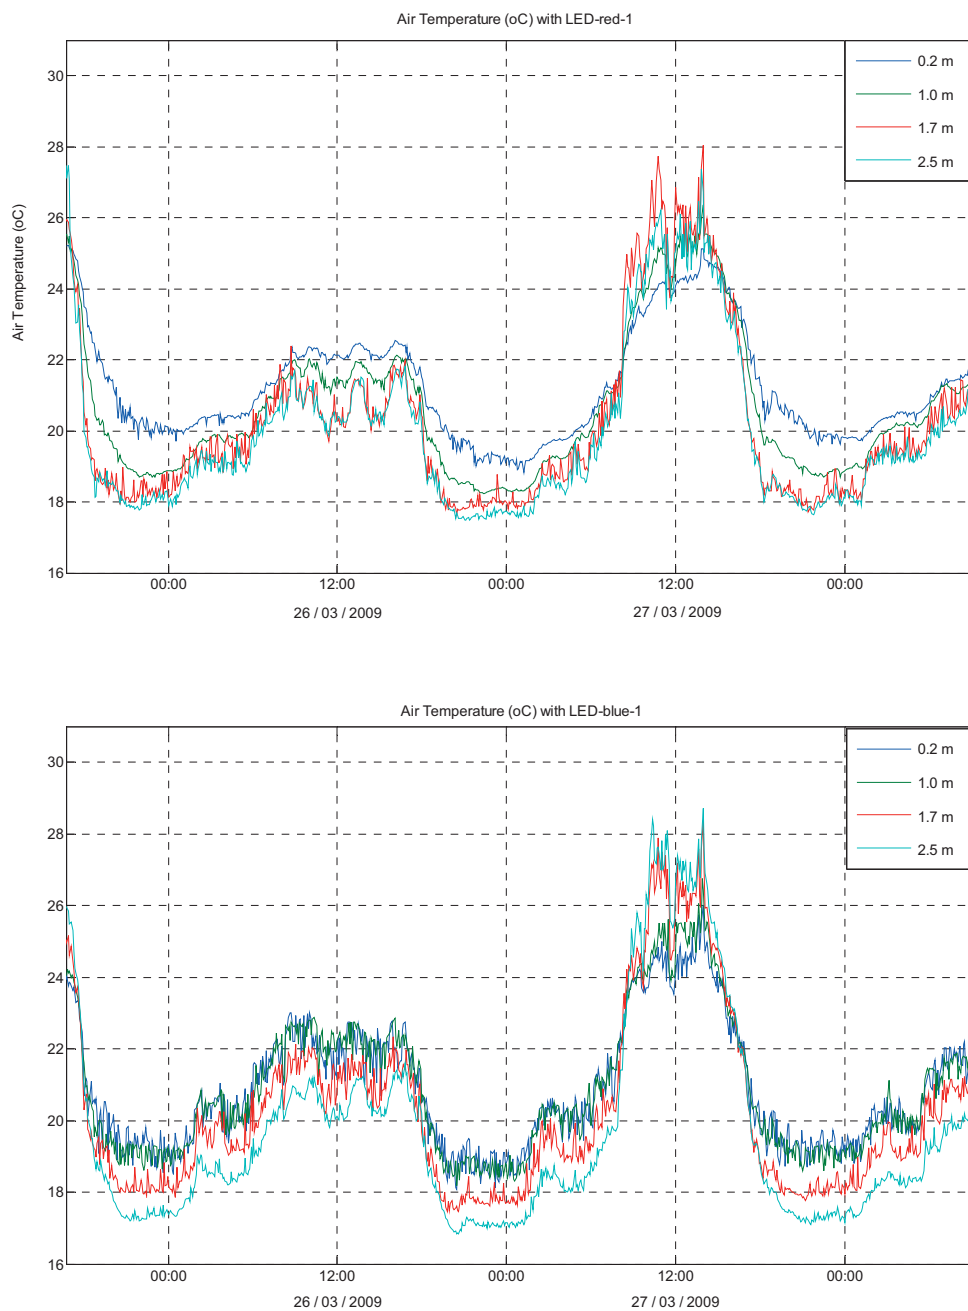 Air Temperature (oC) with LED-red-1
30
28
26
24
22
20
18
16
Air Temperature (oC)
0.2 m
1.0 m
1.7 m
2.5 m
00:00
12:00
00:00
12:00
00:00
26 / 03 / 2009
27 / 03 / 2009
Air Temperature (oC) with LED-blue-1
30
28
26
24
22
20
18
16
0.2 m
1.0 m
1.7 m
2.5 m
00:00
12:00
00:00
12:00
00:00
26 / 03 / 2009
27 / 03 / 2009